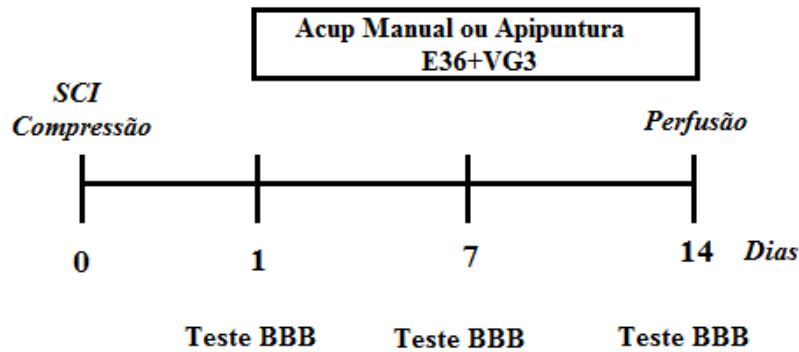 Acup Manual ou Apipuntura
E36+VG3
SCI
Compressão
Perfusão
0 1 7 14 Dias
Teste BBB Teste BBB Teste BBB